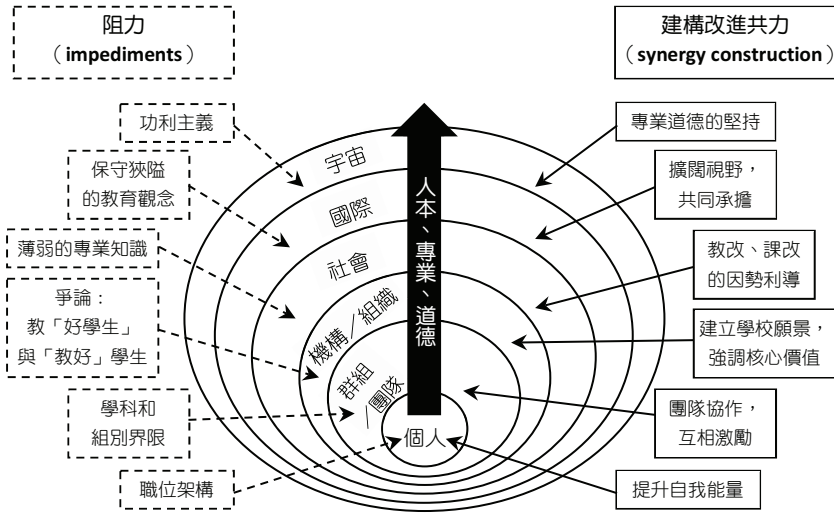 阻力
（impediments）
建構改進共力
（synergy construction）
功利主義
保守狹隘
的教育觀念
薄弱的專業知識
爭論：
教「好學生」
與「教好」學生
學科和
組別界限
職位架構
宇宙
國際
社會
機構／組織
群組
／團隊
個人
人本、專業、道德
專業道德的堅持
擴闊視野，
共同承擔
教改、課改
的因勢利導
建立學校願景，
強調核心價值
團隊協作，
互相激勵
提升自我能量